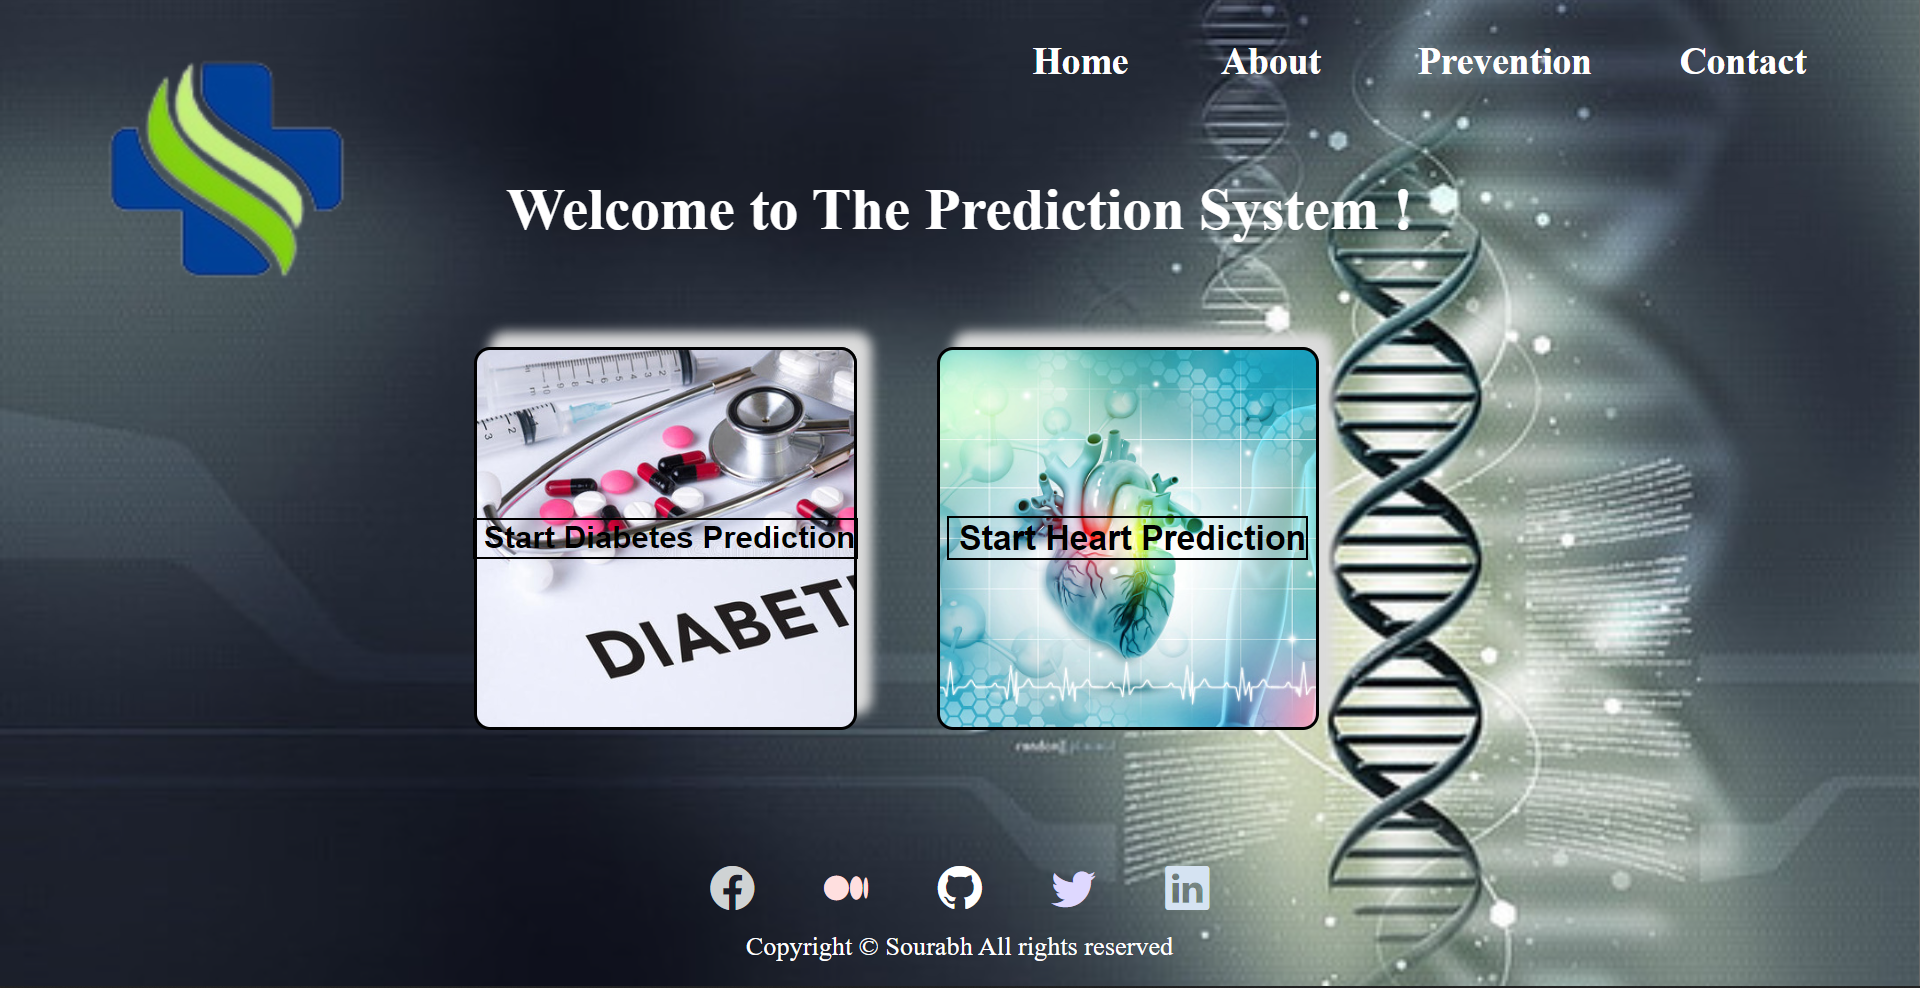 Home About Prevention Contact
Welcome to The Prediction System !
Start Diabetes Prediction
DIABET
Start Heart Prediction
Copyright © Sourabh All rights reserved